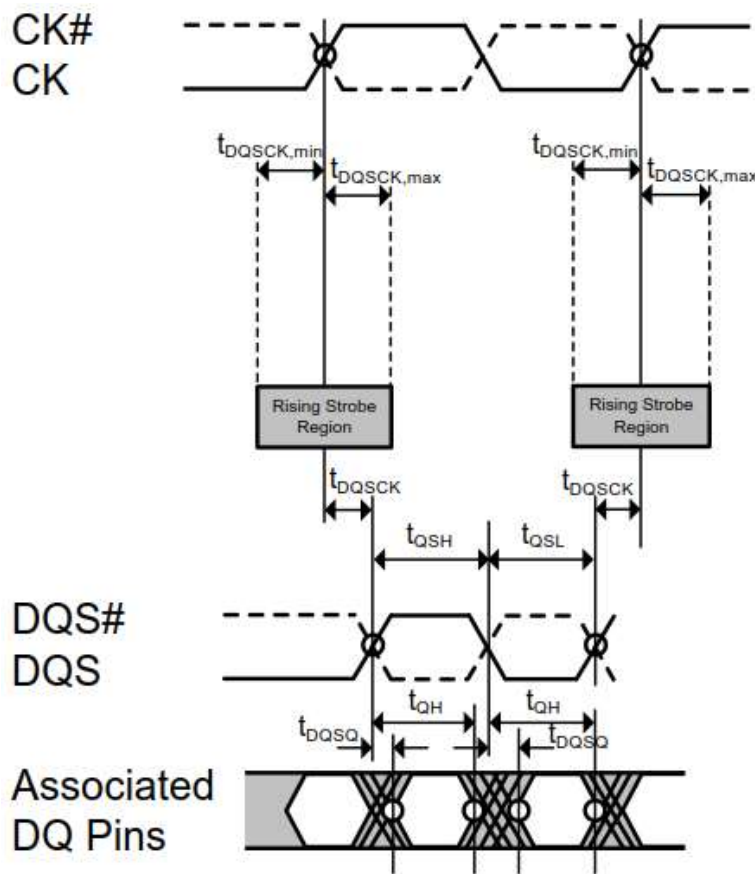 CK#
CK
tDQSCK,min
tDQSCK,max
tDQSCK,min
tDQSCK,max
Rising Strobe
Region
Rising Strobe
Region
tDQSCK
tDQSCK
tQSH
tQSL
DQS#
DQS
tQH
tQH
tDQSQ
tDQSQ
Associated
DQ Pins